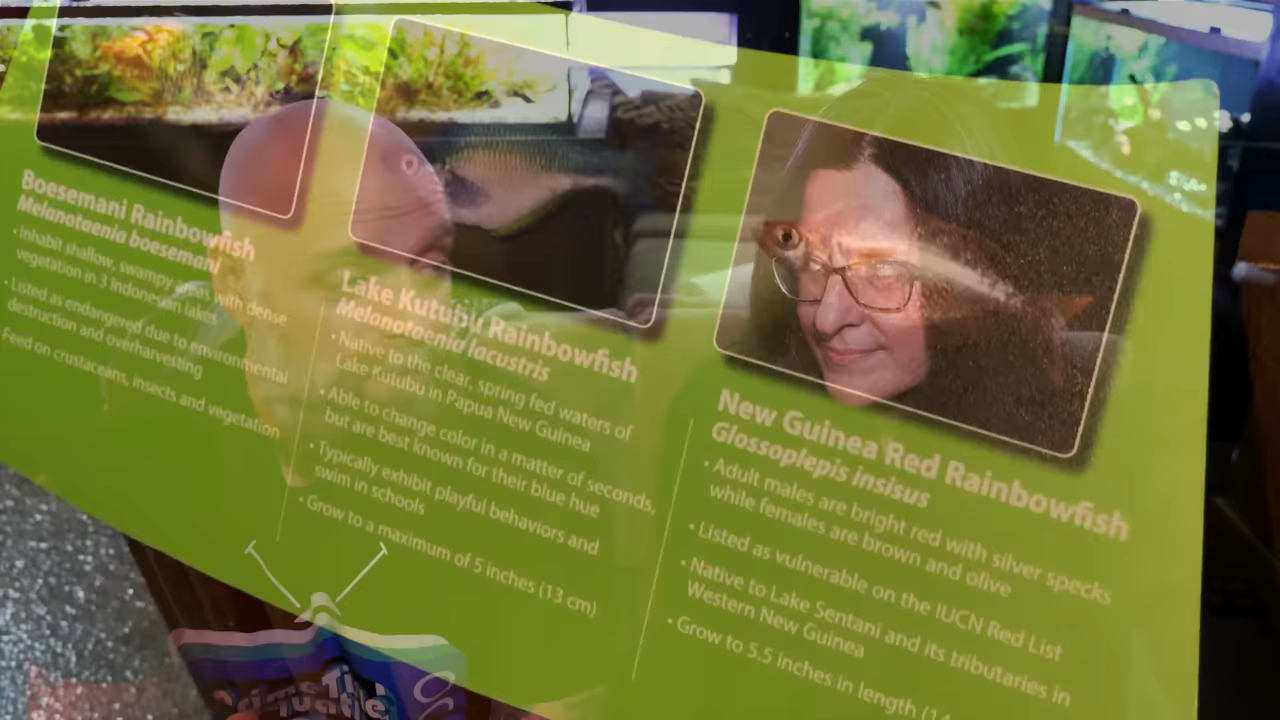 Boesemani Rainbowfish
Melanotaenia boesemani
• Inhabit shallow, swampy areas with dense
vegetation in 3 Indonesian lakes
• Listed as endangered due to environmental
destruction and overharvesting
Feed on crustaceans, insects and vegetation
Lake Kutubu Rainbowfish
Melanotaenia lacustris
• Native to the clear, spring fed waters of
Lake Kutubu in Papua New Guinea
• Able to change color in a matter of seconds,
but are best known for their blue hue
• Typically exhibit playful behaviors and
swim in schools
• Grow to a maximum of 5 inches (13 cm)
New Guinea Red Rainbowfish
Glossoplepis insisus
• Adult males are bright red with silver specks
while females are brown and olive
• Listed as vulnerable on the IUCN Red List
• Native to Lake Sentani and its tributaries in
Western New Guinea
• Grow to 5.5 inches in length (14